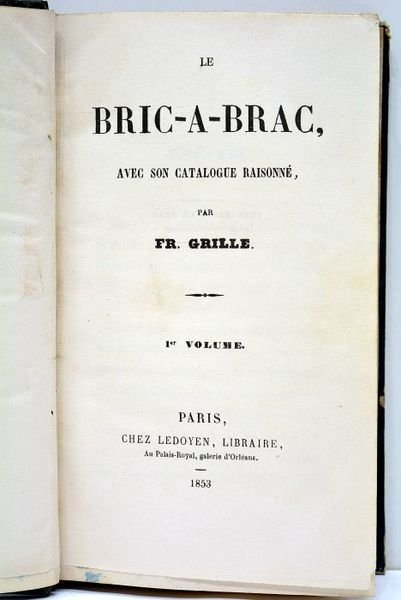 LE
BRIC-A-BRAC,
AVEC SON CATALOGUE RAISONNÉ,
PAR
FR. GRILLE.
1er VOLUME.
PARIS,
CHEZ LEDOYEN, LIBRAIRE,
Au Palais-Royal, galerie d'Orléans.
1853